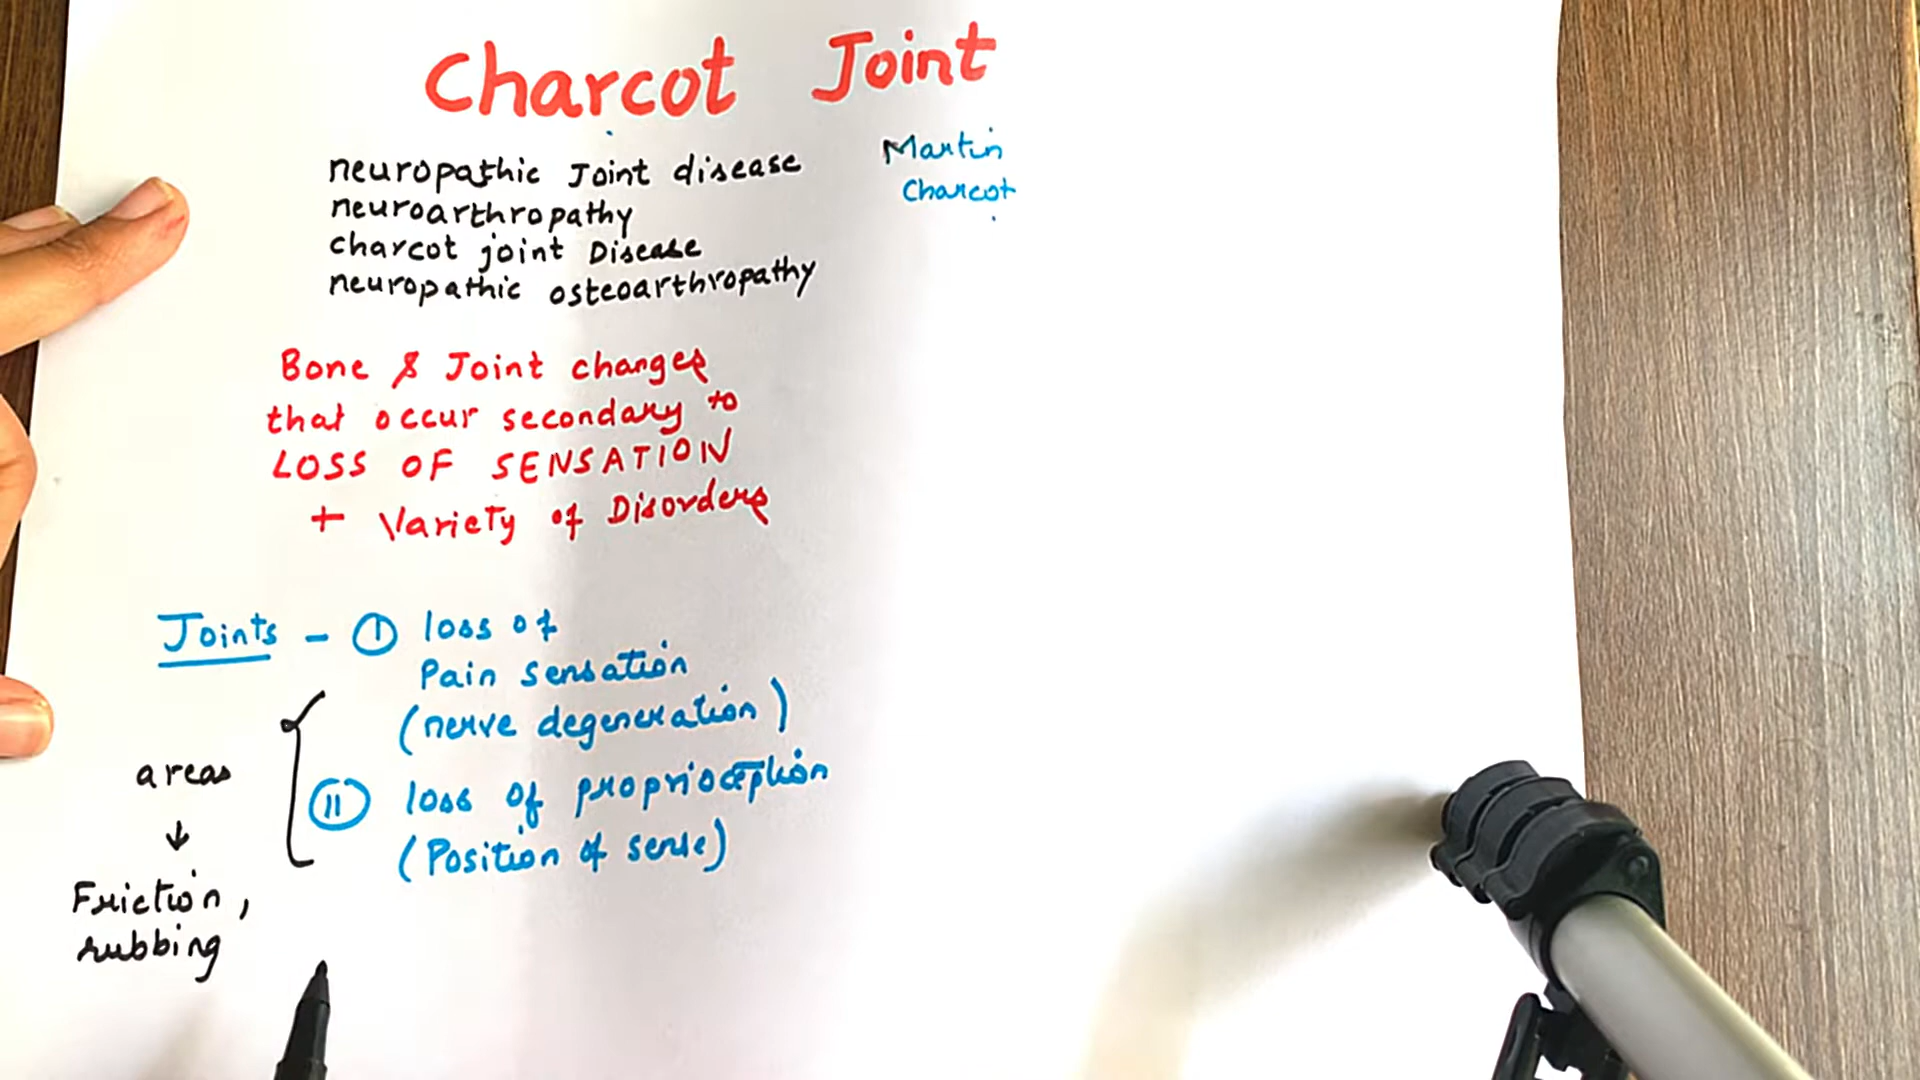 Charcot Joint
Martin
Charcot
neuropathic Joint disease
neuroarthropathy
charcot joint Disease
neuropathic osteoarthropathy
Bone & Joint changes
that occur secondary to
LOSS OF SENSATION
+ Variety of Disorders
Joints - I loss of
Pain sensation
(nerve degeneration)
II loss of proprioception
(Position of sense)
areas
↓
Friction,
rubbing